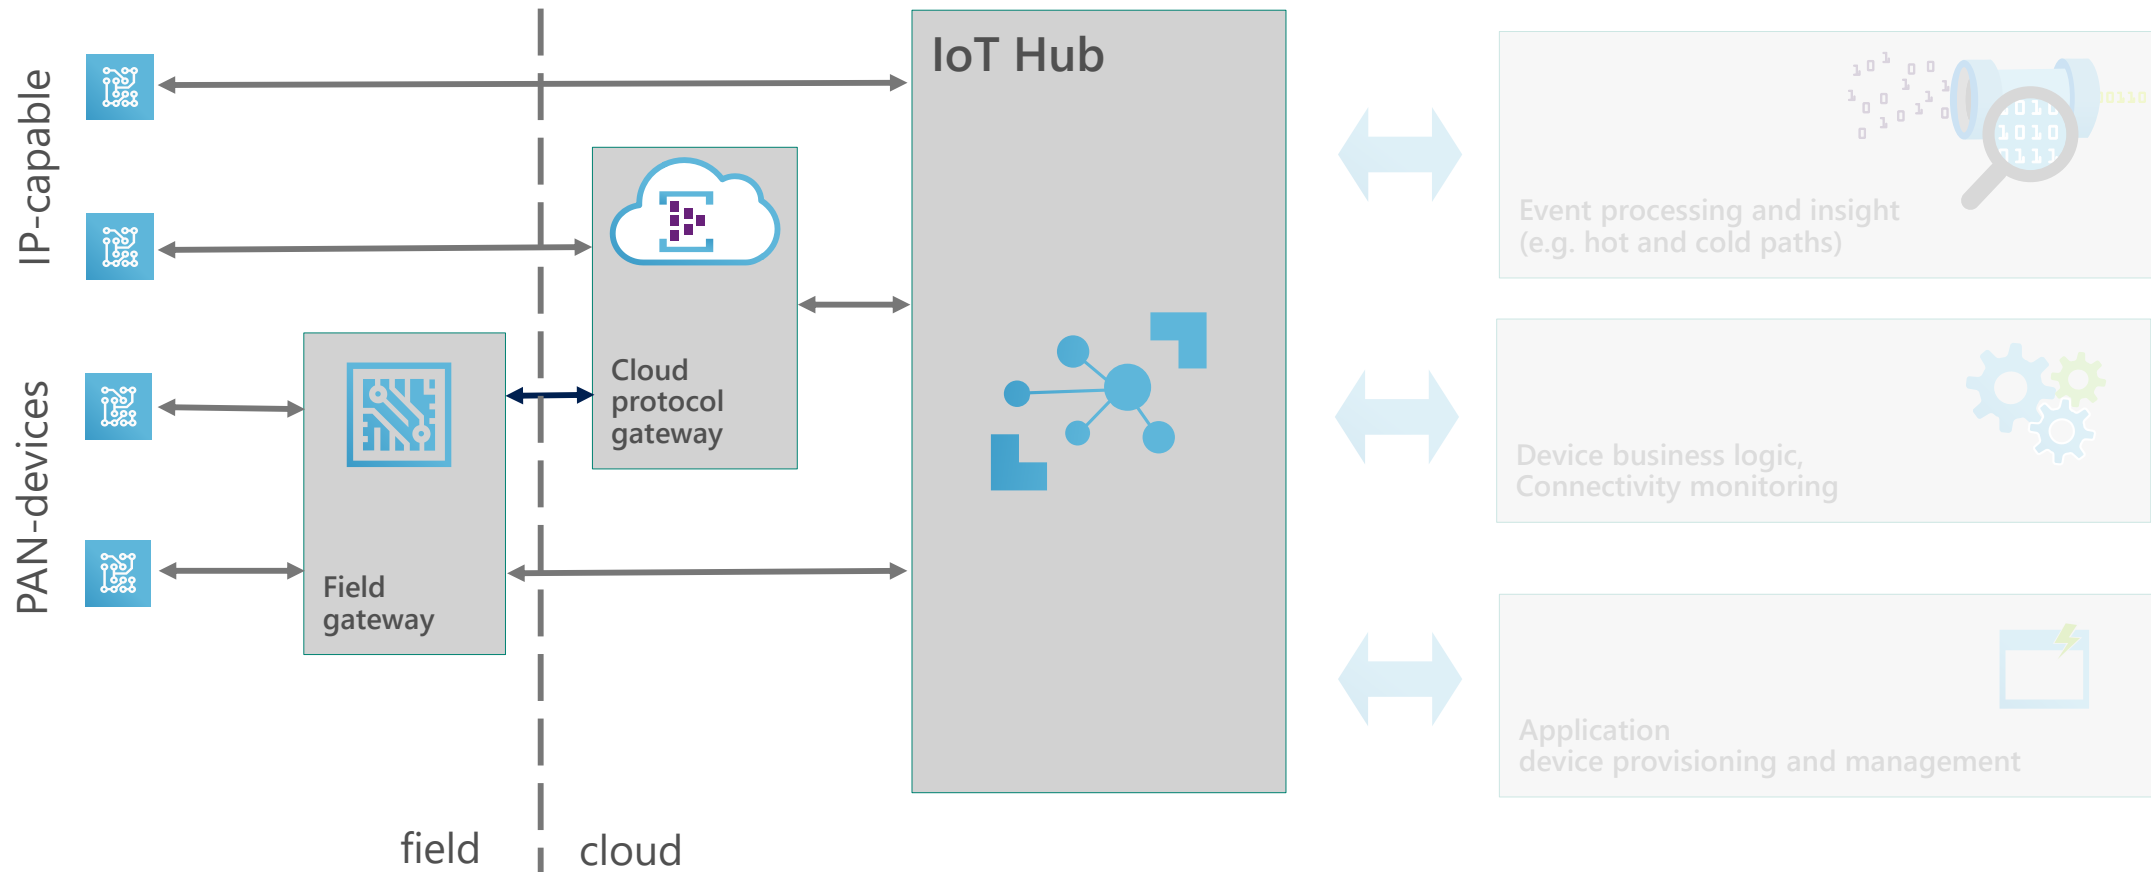 IP-capable
PAN-devices
IoT Hub
Cloud
protocol
gateway
Field
gateway
field
cloud
Event processing and insight
(e.g. hot and cold paths)
Device business logic,
Connectivity monitoring
Application
device provisioning and management